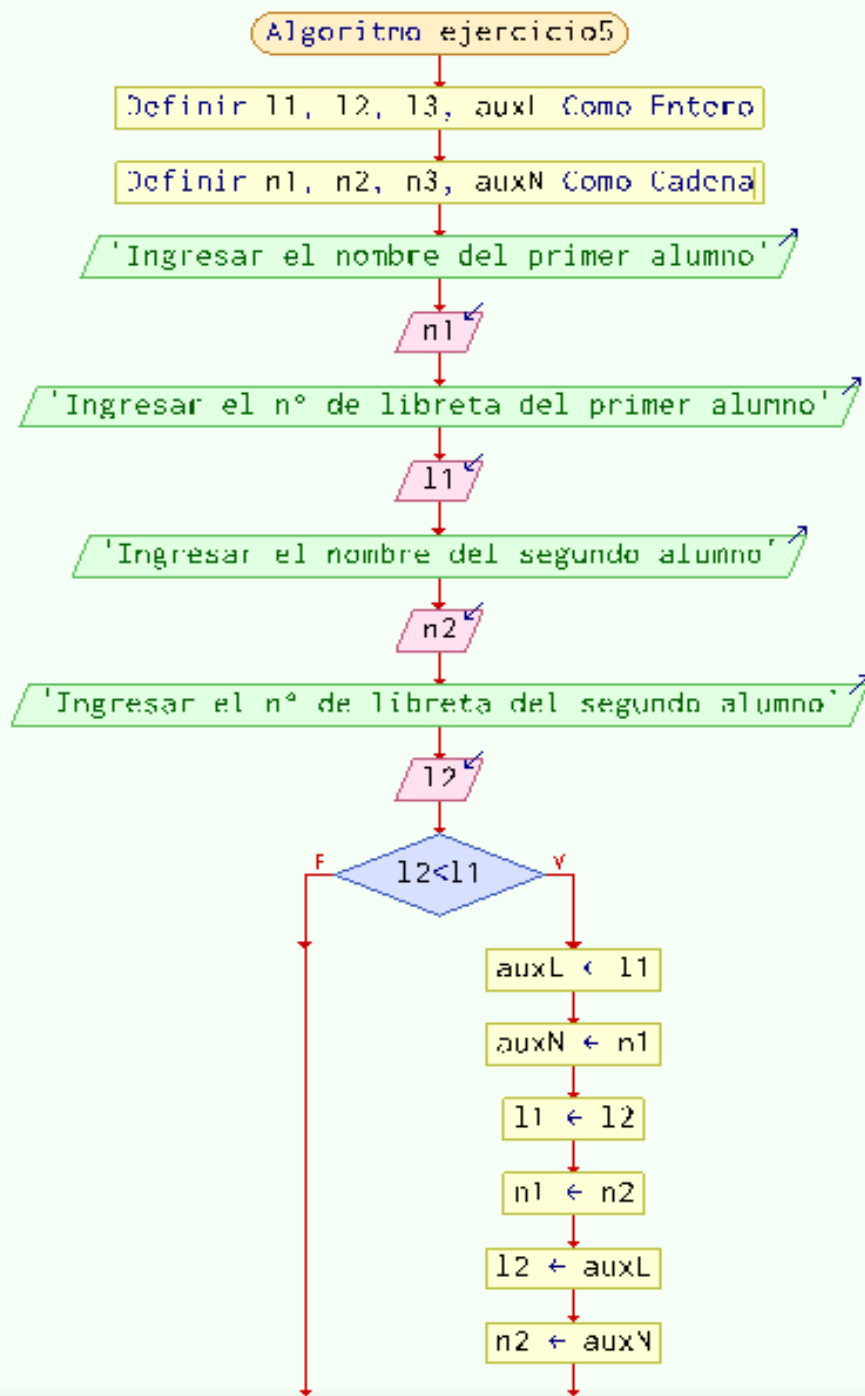 Algoritmo ejercicio5
Definir l1, l2, l3, auxL Como Entero
Definir n1, n2, n3, auxN Como Cadena
'Ingresar el nombre del primer alumno'
n1
'Ingresar el nº de libreta del primer alumno'
l1
'Ingresar el nombre del segundo alumno'
n2
'Ingresar el nº de libreta del segundo alumno'
l2
F
l2<l1
V
auxL ← l1
auxN ← n1
l1 ← l2
n1 ← n2
l2 ← auxL
n2 ← auxN